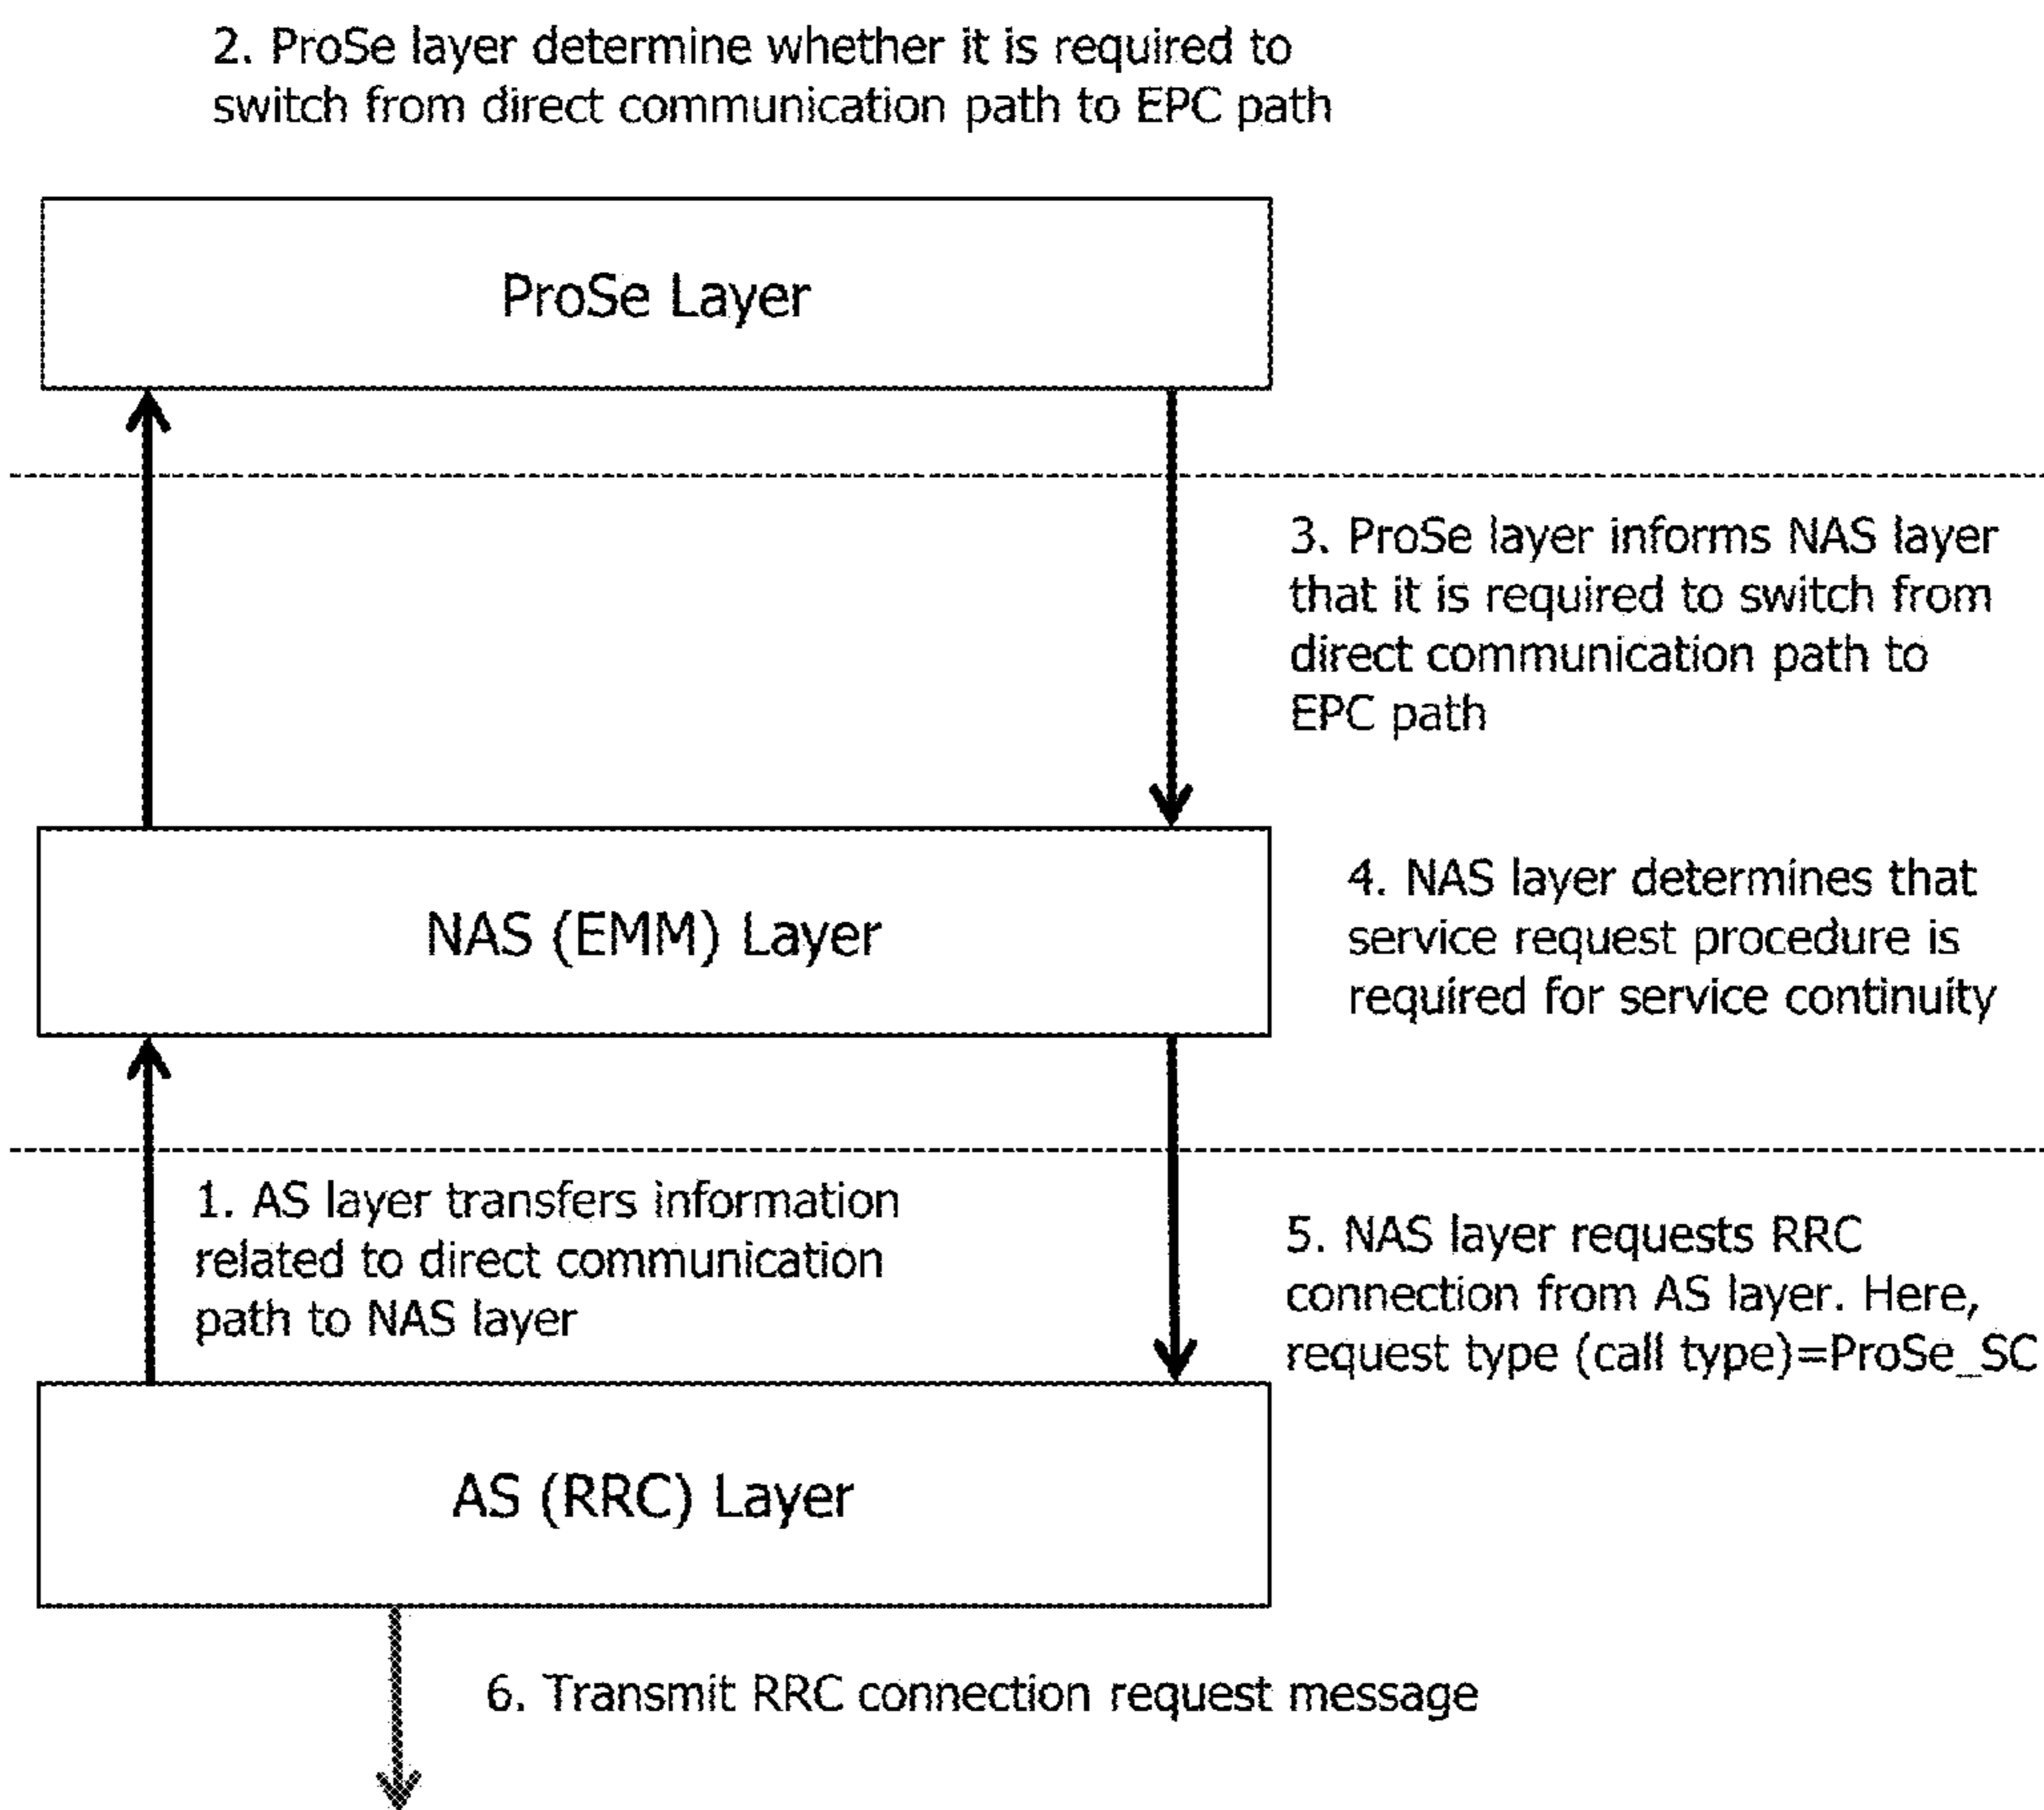 2. ProSe layer determine whether it is required to
switch from direct communication path to EPC path
ProSe Layer
3. ProSe layer informs NAS layer
that it is required to switch from
direct communication path to
EPC path
NAS (EMM) Layer
4. NAS layer determines that
service request procedure is
required for service continuity
1. AS layer transfers information
related to direct communication
path to NAS layer
5. NAS layer requests RRC
connection from AS layer. Here,
request type (call type)=ProSe_SC
AS (RRC) Layer
6. Transmit RRC connection request message